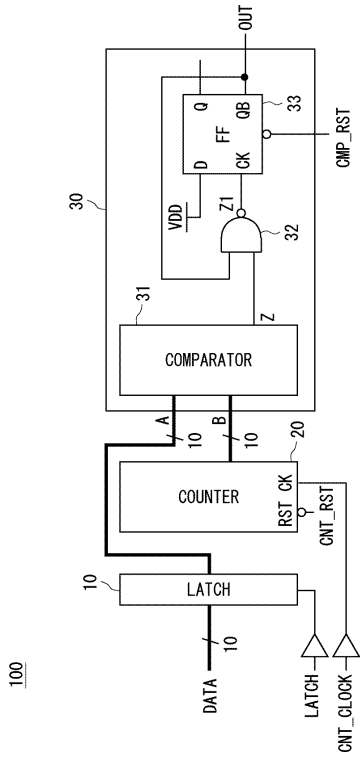 100
DATA
10
10
LATCH
LATCH
CNT_CLOCK
COUNTER
RST
CK
CNT_RST
20
A
10
B
10
30
31
COMPARATOR
Z
VDD
Z1
32
D
Q
FF
CK
QB
33
CMP_RST
OUT